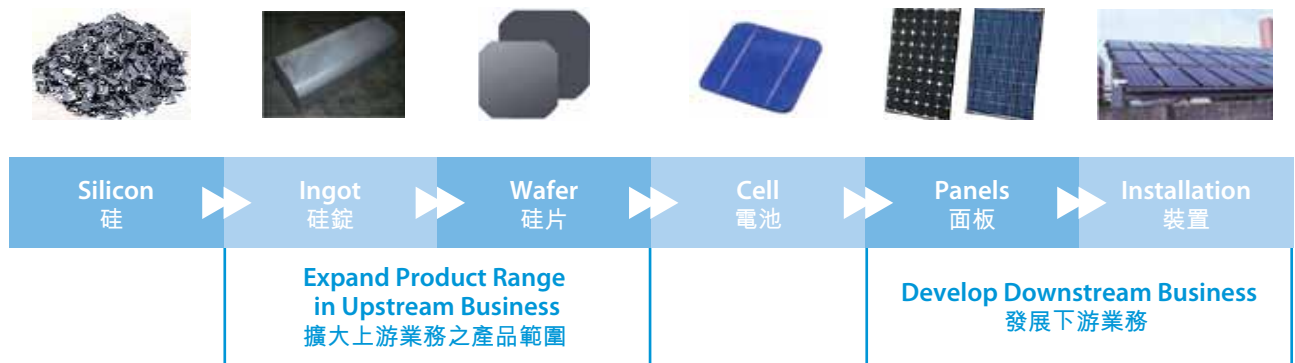 Silicon
硅
Ingot
硅錠
Wafer
硅片
Cell
電池
Panels
面板
Installation
裝置
Expand Product Range
in Upstream Business
擴大上游業務之產品範圍
Develop Downstream Business
發展下游業務